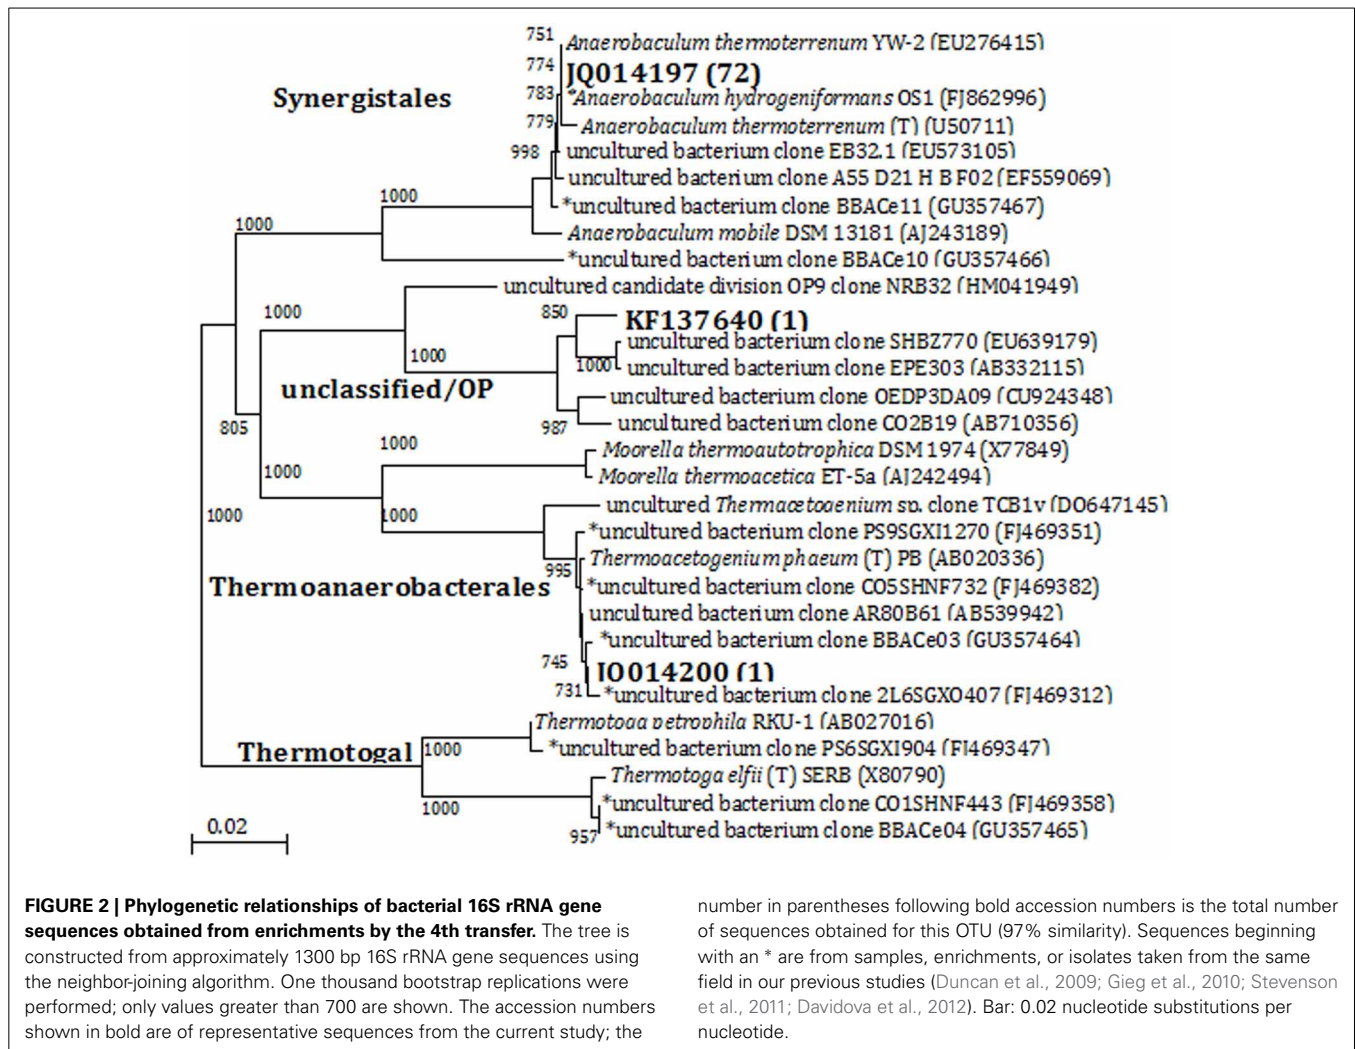 751
Anaerobaculum thermoterrenum YW-2 (EU276415)
774
JQ014197 (72)
Synergistales
783
*Anaerobaculum hydrogeniformans OS1 (FJ862996)
779
Anaerobaculum thermoterrenum (T) (U50711)
998
uncultured bacterium clone EB32.1 (EU573105)
uncultured bacterium clone A55 D21 H B F02 (EF559069)
1000
*uncultured bacterium clone BBACe11 (GU357467)
1000
Anaerobaculum mobile DSM 13181 (AJ243189)
*uncultured bacterium clone BBACe10 (GU357466)
uncultured candidate division OP9 clone NRB32 (HM041949)
1000
850
KF137640 (1)
uncultured bacterium clone SHBZ770 (EU639179)
1000
1000
uncultured bacterium clone EPE303 (AB332115)
unclassified/OP
uncultured bacterium clone OEDP3DA09 (CU924348)
805
987
uncultured bacterium clone CO2B19 (AB710356)
1000
Moorella thermoautotrophica DSM 1974 (X77849)
1000
Moorella thermoacetica ET-5a (AJ242494)
uncultured Thermacetogenium sp. clone TCB1y (DQ647145)
1000
1000
*uncultured bacterium clone PS9SGXI1270 (FJ469351)
Thermoacetogenium phaeum (T) PB (AB020336)
995
Thermoanaerobacterales
*uncultured bacterium clone CO5SHNF732 (FJ469382)
uncultured bacterium clone AR80B61 (AB539942)
*uncultured bacterium clone BBACe03 (GU357464)
745
JQ014200 (1)
731
*uncultured bacterium clone 2L6SGXO407 (FJ469312)
Thermotoga petrophila RKU-1 (AB027016)
Thermotogal
1000
*uncultured bacterium clone PS6SGXI904 (FJ469347)
Thermotoga elfii (T) SERB (X80790)
1000
*uncultured bacterium clone CO1SHNF443 (FJ469358)
0.02
957
*uncultured bacterium clone BBACe04 (GU357465)
FIGURE 2 | Phylogenetic relationships of bacterial 16S rRNA gene
sequences obtained from enrichments by the 4th transfer. The tree is
constructed from approximately 1300 bp 16S rRNA gene sequences using
the neighbor-joining algorithm. One thousand bootstrap replications were
performed; only values greater than 700 are shown. The accession numbers
shown in bold are of representative sequences from the current study; the
number in parentheses following bold accession numbers is the total number
of sequences obtained for this OTU (97% similarity). Sequences beginning
with an * are from samples, enrichments, or isolates taken from the same
field in our previous studies (Duncan et al., 2009; Gieg et al., 2010; Stevenson
et al., 2011; Davidova et al., 2012). Bar: 0.02 nucleotide substitutions per
nucleotide.